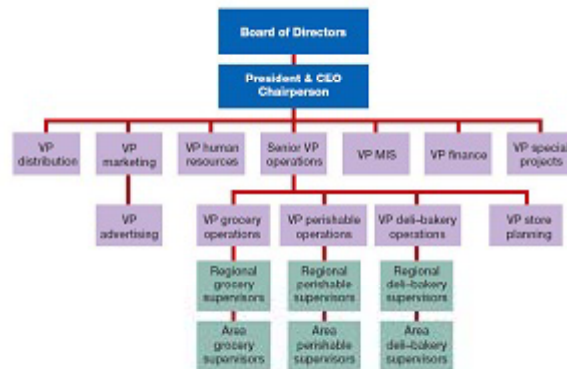 Board of Directors
President & CEO
Chairperson
VP
distribution
VP
marketing
VP human
resources
Senior VP
operations
VP MIS
VP finance
VP special
projects
VP
advertising
VP grocery
operations
VP perishable
operations
VP deli–bakery
operations
VP store
planning
Regional
grocery
supervisors
Regional
perishable
supervisors
Regional
deli–bakery
supervisors
Area
grocery
supervisors
Area
perishable
supervisors
Area
deli–bakery
supervisors